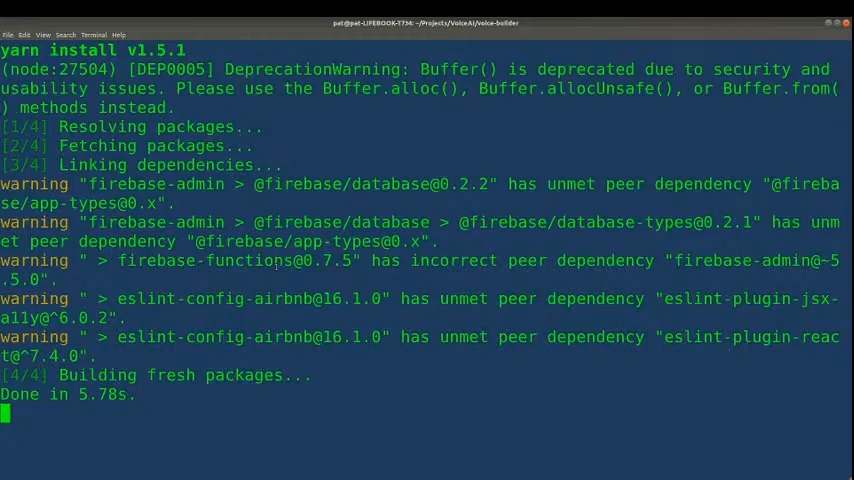 pat@pat-LIFEBOOK-T734: ~/Projects/VoiceAI/voice-builder
File Edit View Search Terminal Help
yarn install v1.5.1
(node:27504) [DEP0005] DeprecationWarning: Buffer() is deprecated due to security and
usability issues. Please use the Buffer.alloc(), Buffer.allocUnsafe(), or Buffer.from(
) methods instead.
[1/4] Resolving packages...
[2/4] Fetching packages...
[3/4] Linking dependencies...
warning "firebase-admin > @firebase/database@0.2.2" has unmet peer dependency "@fireba
se/app-types@0.x".
warning "firebase-admin > @firebase/database > @firebase/database-types@0.2.1" has unm
et peer dependency "@firebase/app-types@0.x".
warning " > firebase-functions@0.7.5" has incorrect peer dependency "firebase-admin@~5
.5.0".
warning " > eslint-config-airbnb@16.1.0" has unmet peer dependency "eslint-plugin-jsx-
a11y@^6.0.2".
warning " > eslint-config-airbnb@16.1.0" has unmet peer dependency "eslint-plugin-reac
t@^7.4.0".
[4/4] Building fresh packages...
Done in 5.78s.